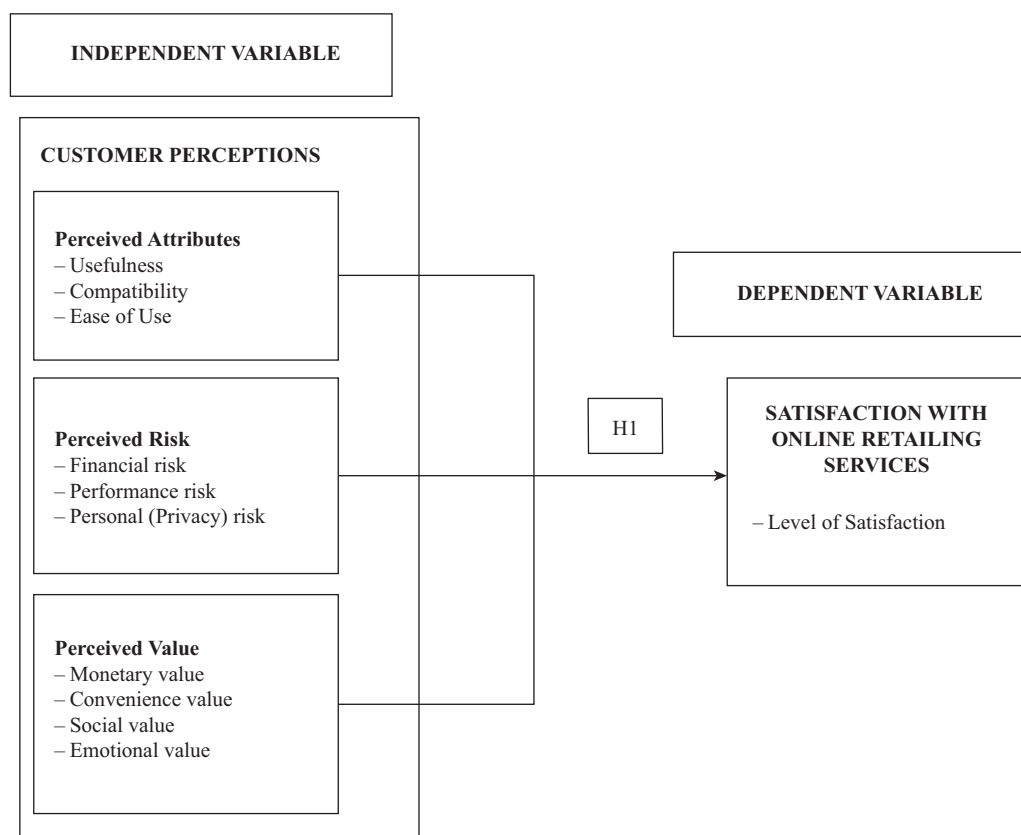 INDEPENDENT VARIABLE
CUSTOMER PERCEPTIONS
Perceived Attributes
– Usefulness
– Compatibility
– Ease of Use
Perceived Risk
– Financial risk
– Performance risk
– Personal (Privacy) risk
Perceived Value
– Monetary value
– Convenience value
– Social value
– Emotional value
H1
DEPENDENT VARIABLE
SATISFACTION WITH
ONLINE RETAILING
SERVICES
– Level of Satisfaction